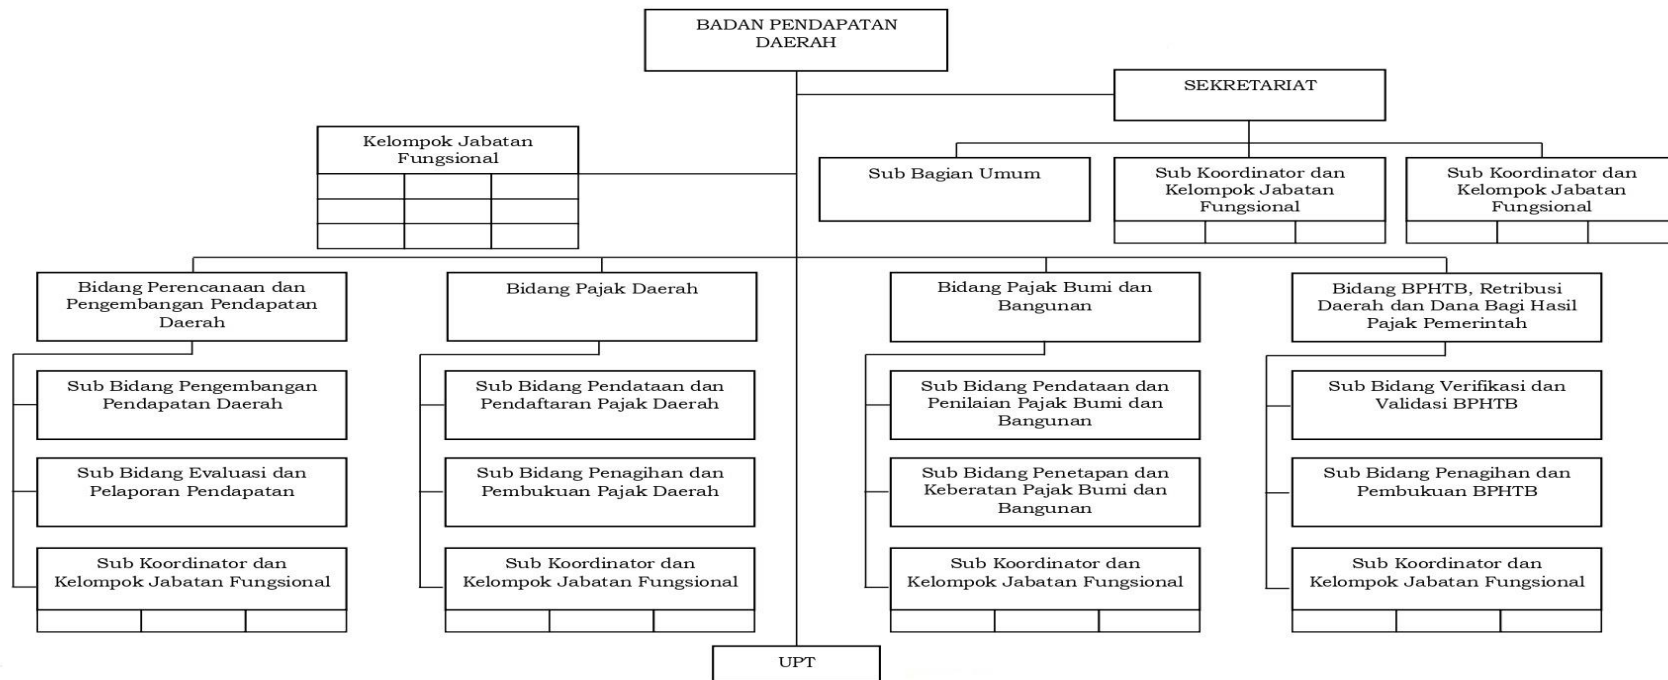 BADAN PENDAPATAN
DAERAH
SEKRETARIAT
Kelompok Jabatan
Fungsional
Sub Bagian Umum
Sub Koordinator dan
Kelompok Jabatan
Fungsional
Sub Koordinator dan
Kelompok Jabatan
Fungsional
Bidang Perencanaan dan
Pengembangan Pendapatan
Daerah
Bidang Pajak Daerah
Bidang Pajak Bumi dan
Bangunan
Bidang BPHTB, Retribusi
Daerah dan Dana Bagi Hasil
Pajak Pemerintah
Sub Bidang Pengembangan
Pendapatan Daerah
Sub Bidang Pendataan dan
Pendaftaran Pajak Daerah
Sub Bidang Pendataan dan
Penilaian Pajak Bumi dan
Bangunan
Sub Bidang Verifikasi dan
Validasi BPHTB
Sub Bidang Evaluasi dan
Pelaporan Pendapatan
Sub Bidang Penagihan dan
Pembukuan Pajak Daerah
Sub Bidang Penetapan dan
Keberatan Pajak Bumi dan
Bangunan
Sub Bidang Penagihan dan
Pembukuan BPHTB
Sub Koordinator dan
Kelompok Jabatan Fungsional
Sub Koordinator dan
Kelompok Jabatan Fungsional
Sub Koordinator dan
Kelompok Jabatan Fungsional
Sub Koordinator dan
Kelompok Jabatan Fungsional
UPT